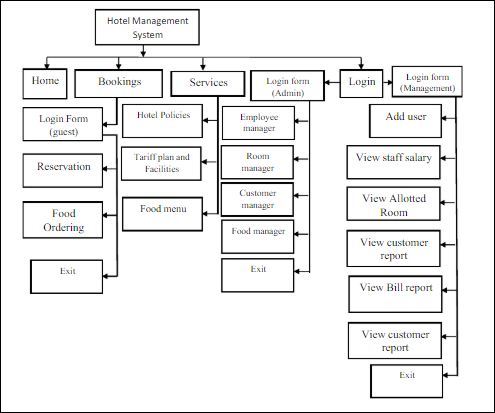 Hotel Management
System
Home
Bookings
Services
Login form
(Admin)
Login
Login form
(Management)
Login Form
(guest)
Reservation
Food
Ordering
Exit
Hotel Policies
Tariff plan and
Facilities
Food menu
Employee
manager
Room
manager
Customer
manager
Food manager
Exit
Add user
View staff salary
View Allotted
Room
View customer
report
View Bill report
View customer
report
Exit